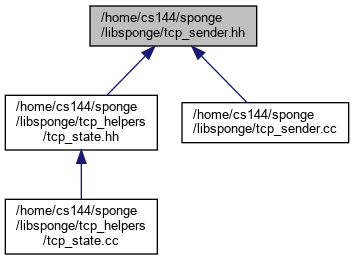 /home/cs144/sponge
/libsponge/tcp_sender.hh
/home/cs144/sponge
/libsponge/tcp_helpers
/tcp_state.hh
/home/cs144/sponge
/libsponge/tcp_sender.cc
/home/cs144/sponge
/libsponge/tcp_helpers
/tcp_state.cc